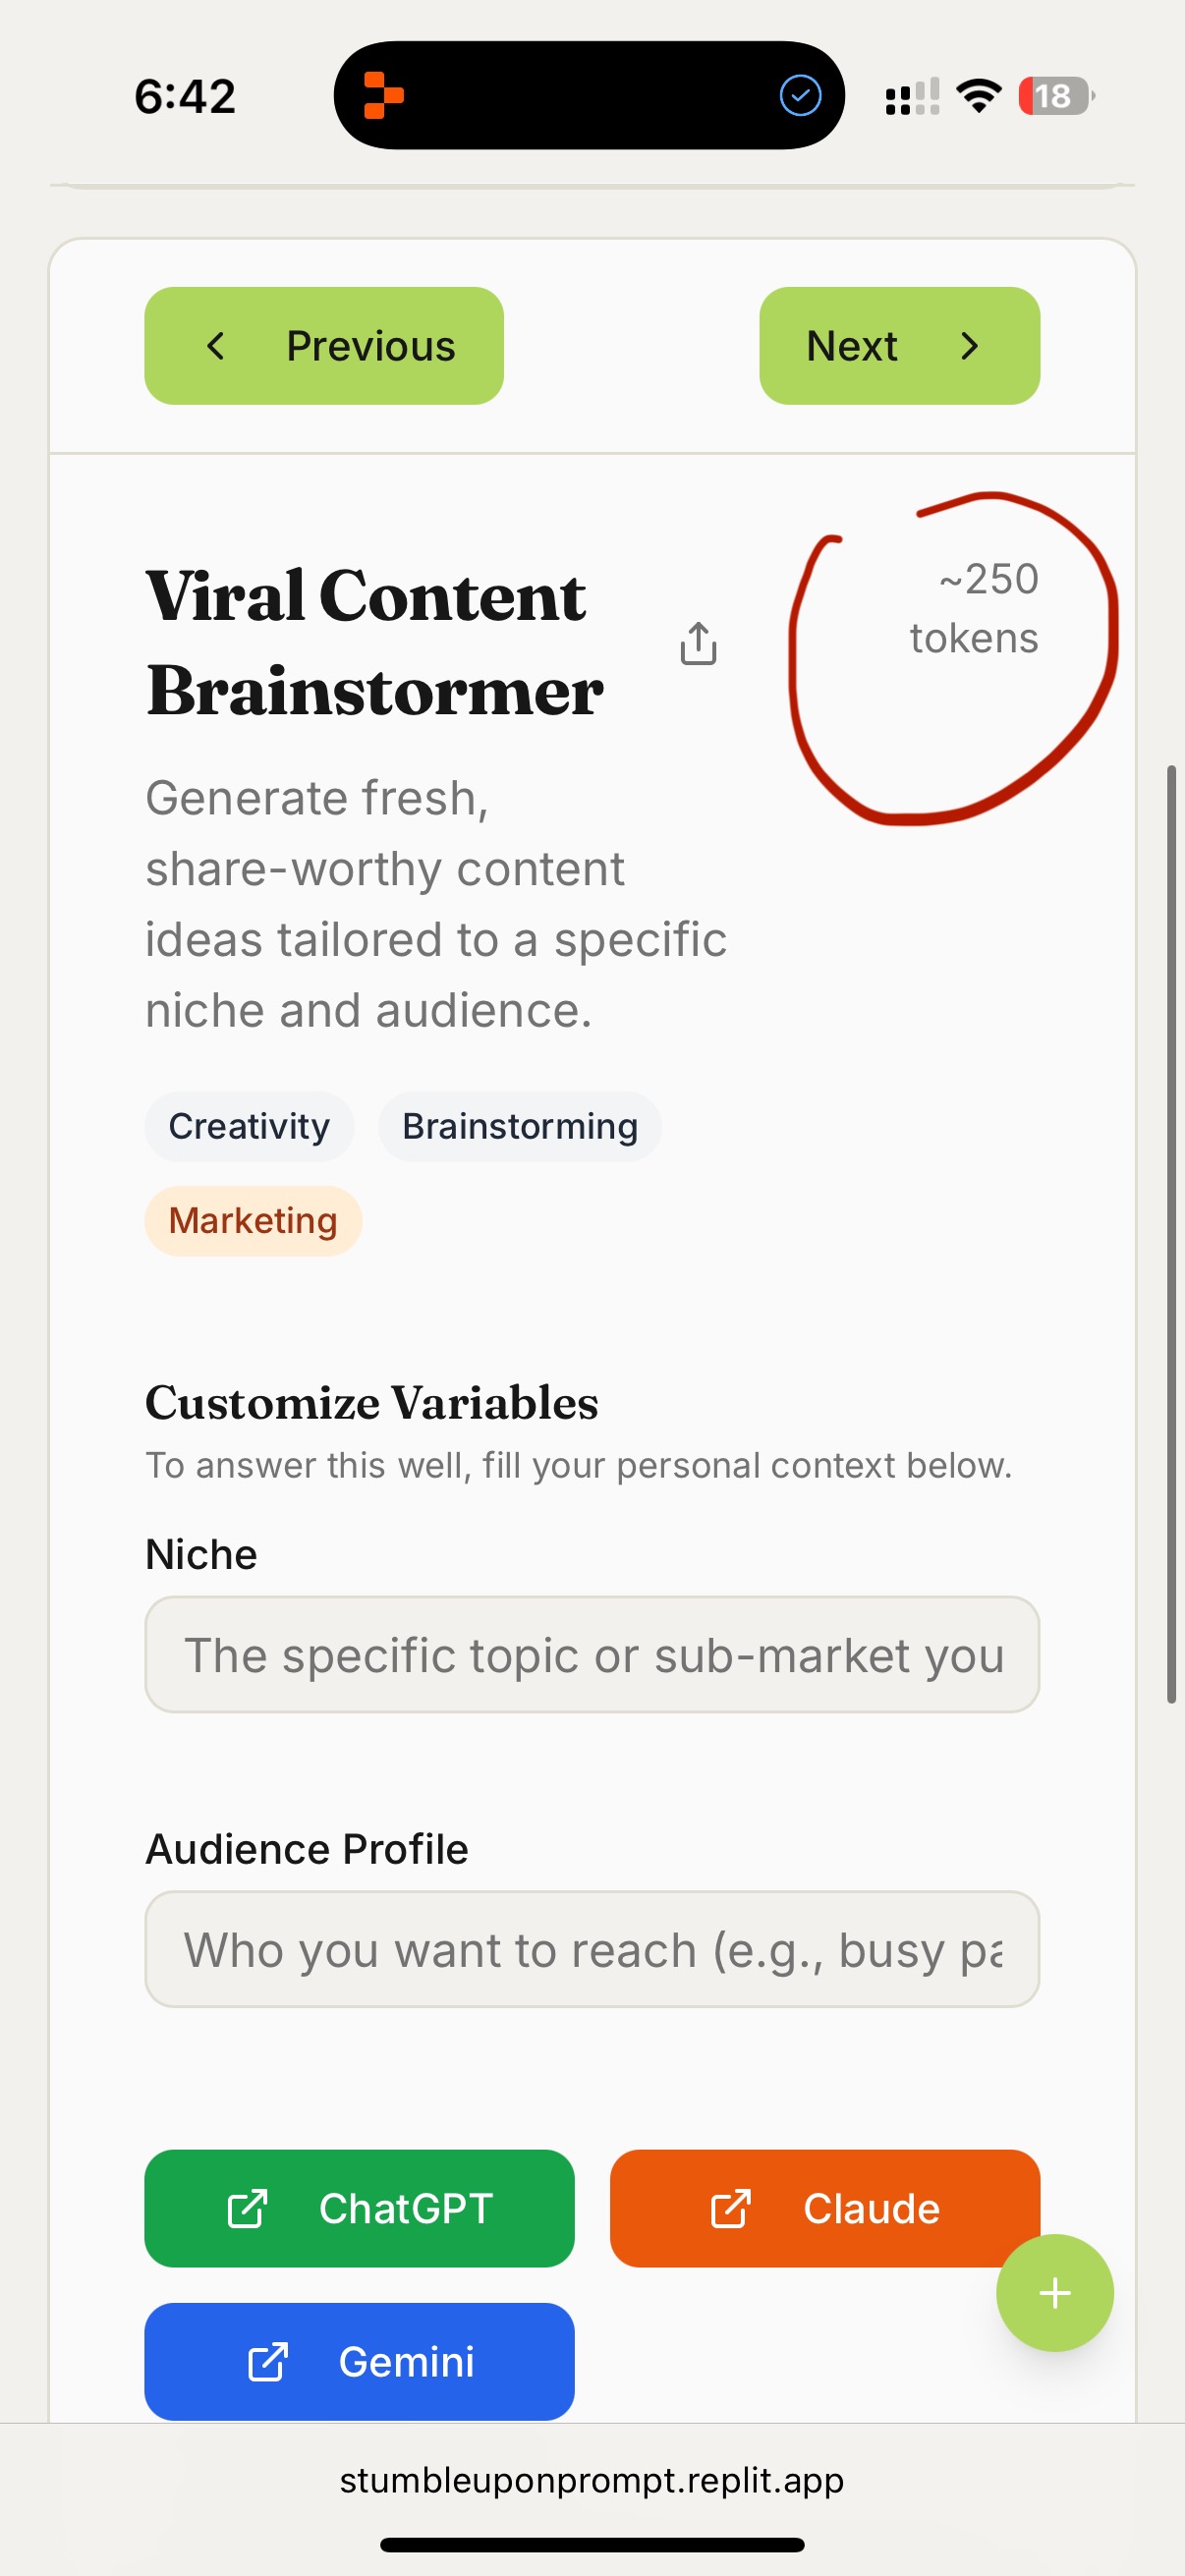 6:42
18
Previous
Next
Viral Content
Brainstormer
~250
tokens
Generate fresh,
share-worthy content
ideas tailored to a specific
niche and audience.
Creativity Brainstorming
Marketing
Customize Variables
To answer this well, fill your personal context below.
Niche
The specific topic or sub-market you
Audience Profile
Who you want to reach (e.g., busy pa
ChatGPT
Claude
Gemini
stumbleuponprompt.replit.app